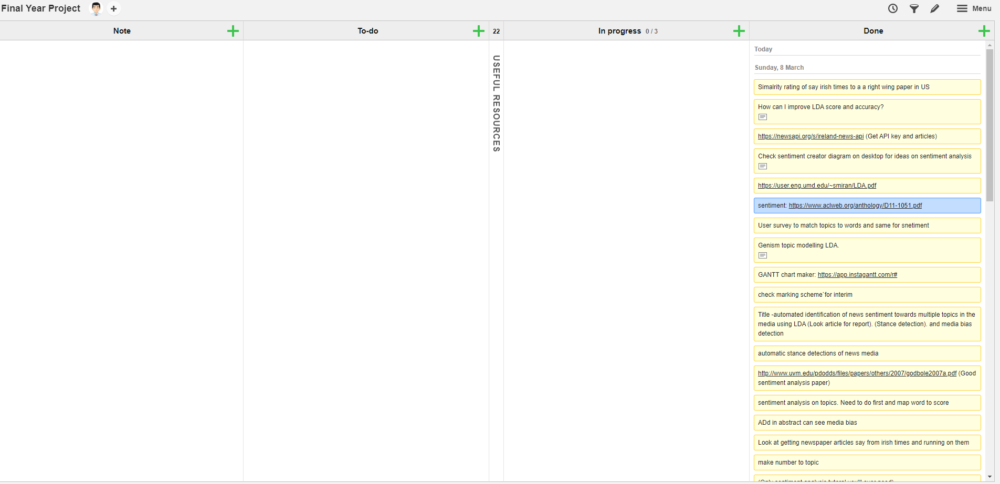 Final Year Project
Menu
Note
To-do
22
In progress 0 / 3
Done
USEFUL RESOURCES
Today
Sunday, 8 March
Simalrity rating of say irish times to a a right wing paper in US
How can I improve LDA score and accuracy?
https://newsapi.org/s/ireland-news-api (Get API key and articles)
Check sentiment creator diagram on desktop for ideas on sentiment analysis
https://user.eng.umd.edu/~smiran/LDA.pdf
sentiment: https://www.aclweb.org/anthology/D11-1051.pdf
User survey to match topics to words and same for snetiment
Genism topic modelling LDA.
GANTT chart maker: https://app.instagantt.com/r#
check marking scheme`for interim
Title -automated identification of news sentiment towards multiple topics in the
media using LDA (Look article for report). (Stance detection). and media bias
detection
automatic stance detections of news media
http://www.uvm.edu/pdodds/files/papers/others/2007/godbole2007a.pdf (Good
sentiment analysis paper)
sentiment analysis on topics. Need to do first and map word to score
ADd in abstract can see media bias
Look at getting newspaper articles say from irish times and running on them
make number to topic
(Only sentiment analysis tutoral you'll ever need)